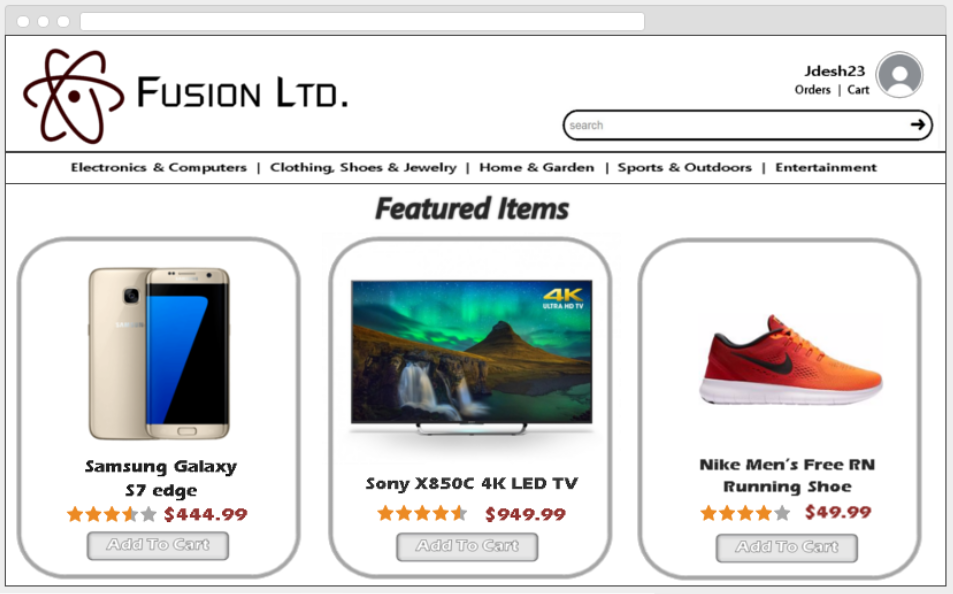 FUSION LTD.
Jdesh23
Orders | Cart
search
Electronics & Computers | Clothing, Shoes & Jewelry | Home & Garden | Sports & Outdoors | Entertainment
Featured Items
SAMSUNG
Samsung Galaxy
S7 edge
$444.99
Add To Cart
4K
ULTRA HD TV
Sony X850C 4K LED TV
$949.99
Add To Cart
Nike Men's Free RN
Running Shoe
$49.99
Add To Cart